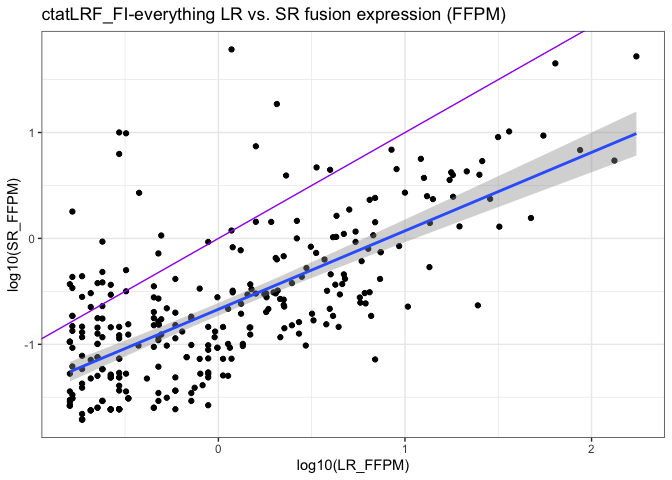 ctatLRF_FI-everything LR vs. SR fusion expression (FFPM)
log10(SR_FFPM)
1
0
-1
0
1
2
log10(LR_FFPM)